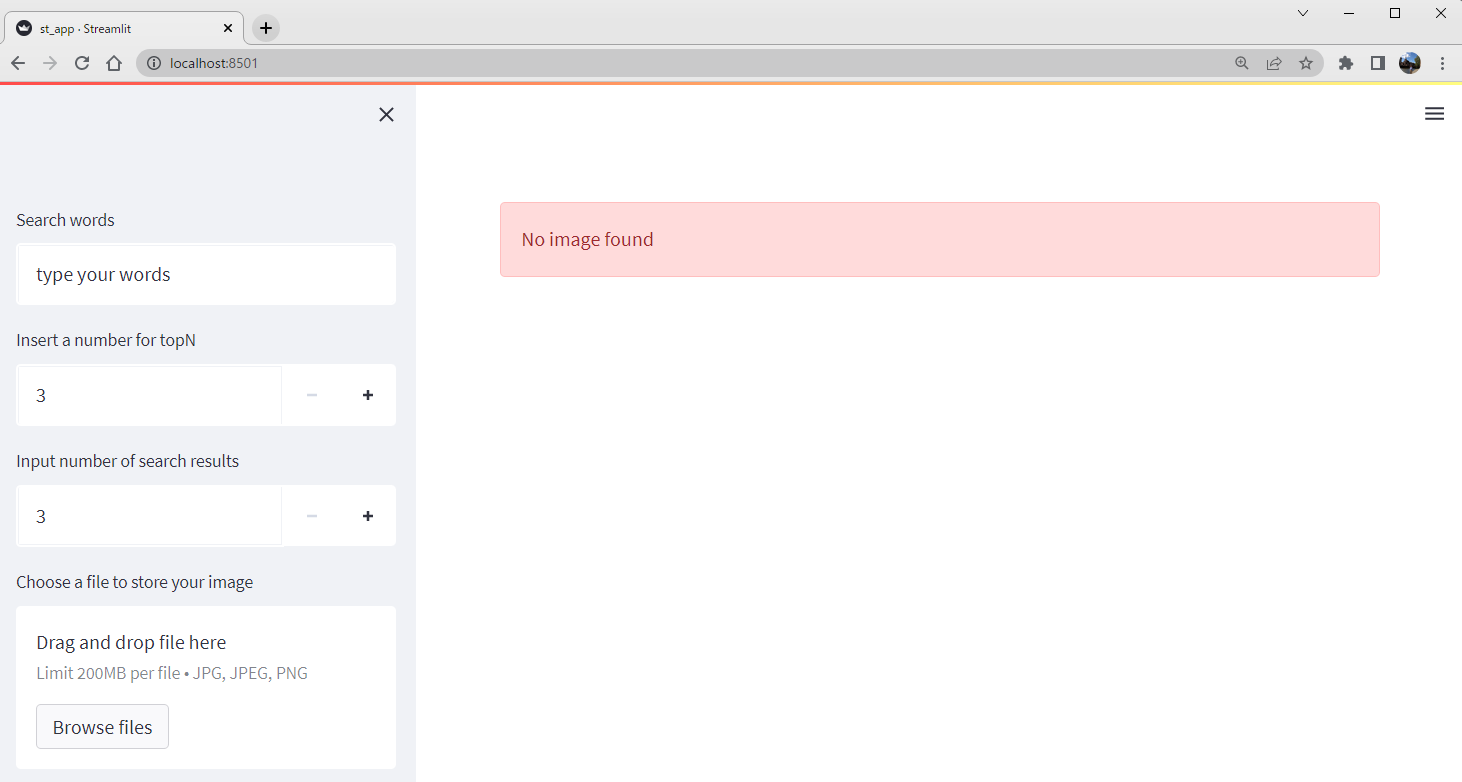 st_app · Streamlit
localhost:8501
Search words
type your words
Insert a number for topN
3
Input number of search results
3
Choose a file to store your image
Drag and drop file here
Limit 200MB per file • JPG, JPEG, PNG
Browse files
No image found